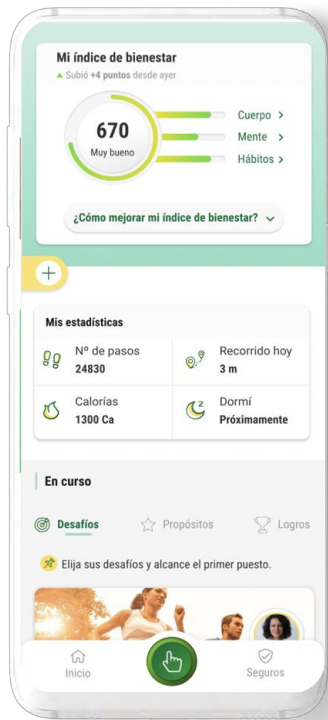 Mi índice de bienestar
Subió +4 puntos desde ayer
670
Muy bueno
Cuerpo >
Mente >
Hábitos >
¿Cómo mejorar mi índice de bienestar?
Mis estadísticas
Nº de pasos
24830
Recorrido hoy
3 m
Calorías
1300 Ca
Dormí
Próximamente
En curso
Desafíos
Propósitos
Logros
Elija sus desafíos y alcance el primer puesto.
Inicio
Seguros